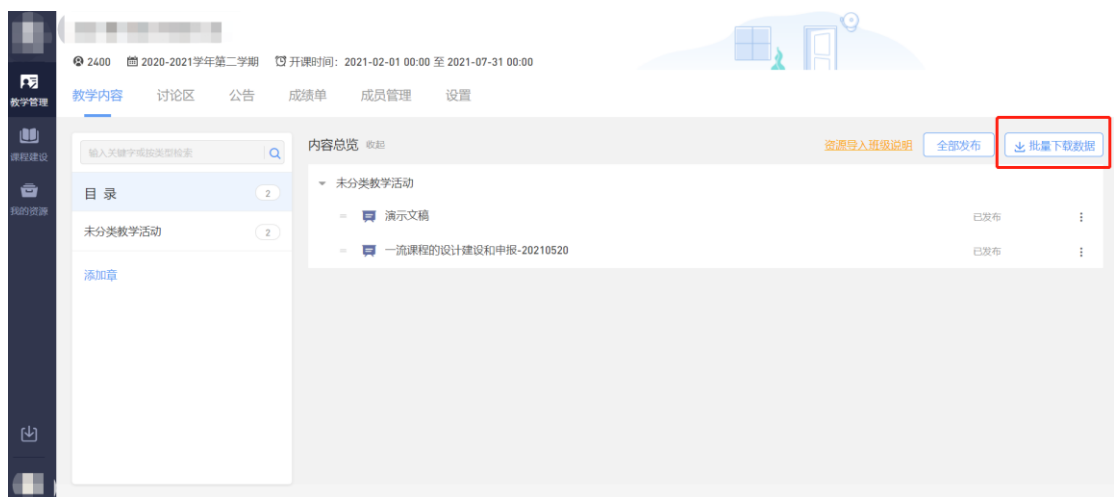 2400 2020-2021学年第二学期 开课时间：2021-02-01 00:00 至 2021-07-31 00:00
教学管理
教学内容 讨论区 公告 成绩单 成员管理 设置
课程建设
输入关键字或按类型检索
内容总览 收起 资源导入班级说明 全部发布 批量下载数据
我的资源
目录 2
未分类教学活动
演示文稿 已发布
未分类教学活动 2
一流课程的设计建设和申报-20210520 已发布
添加章